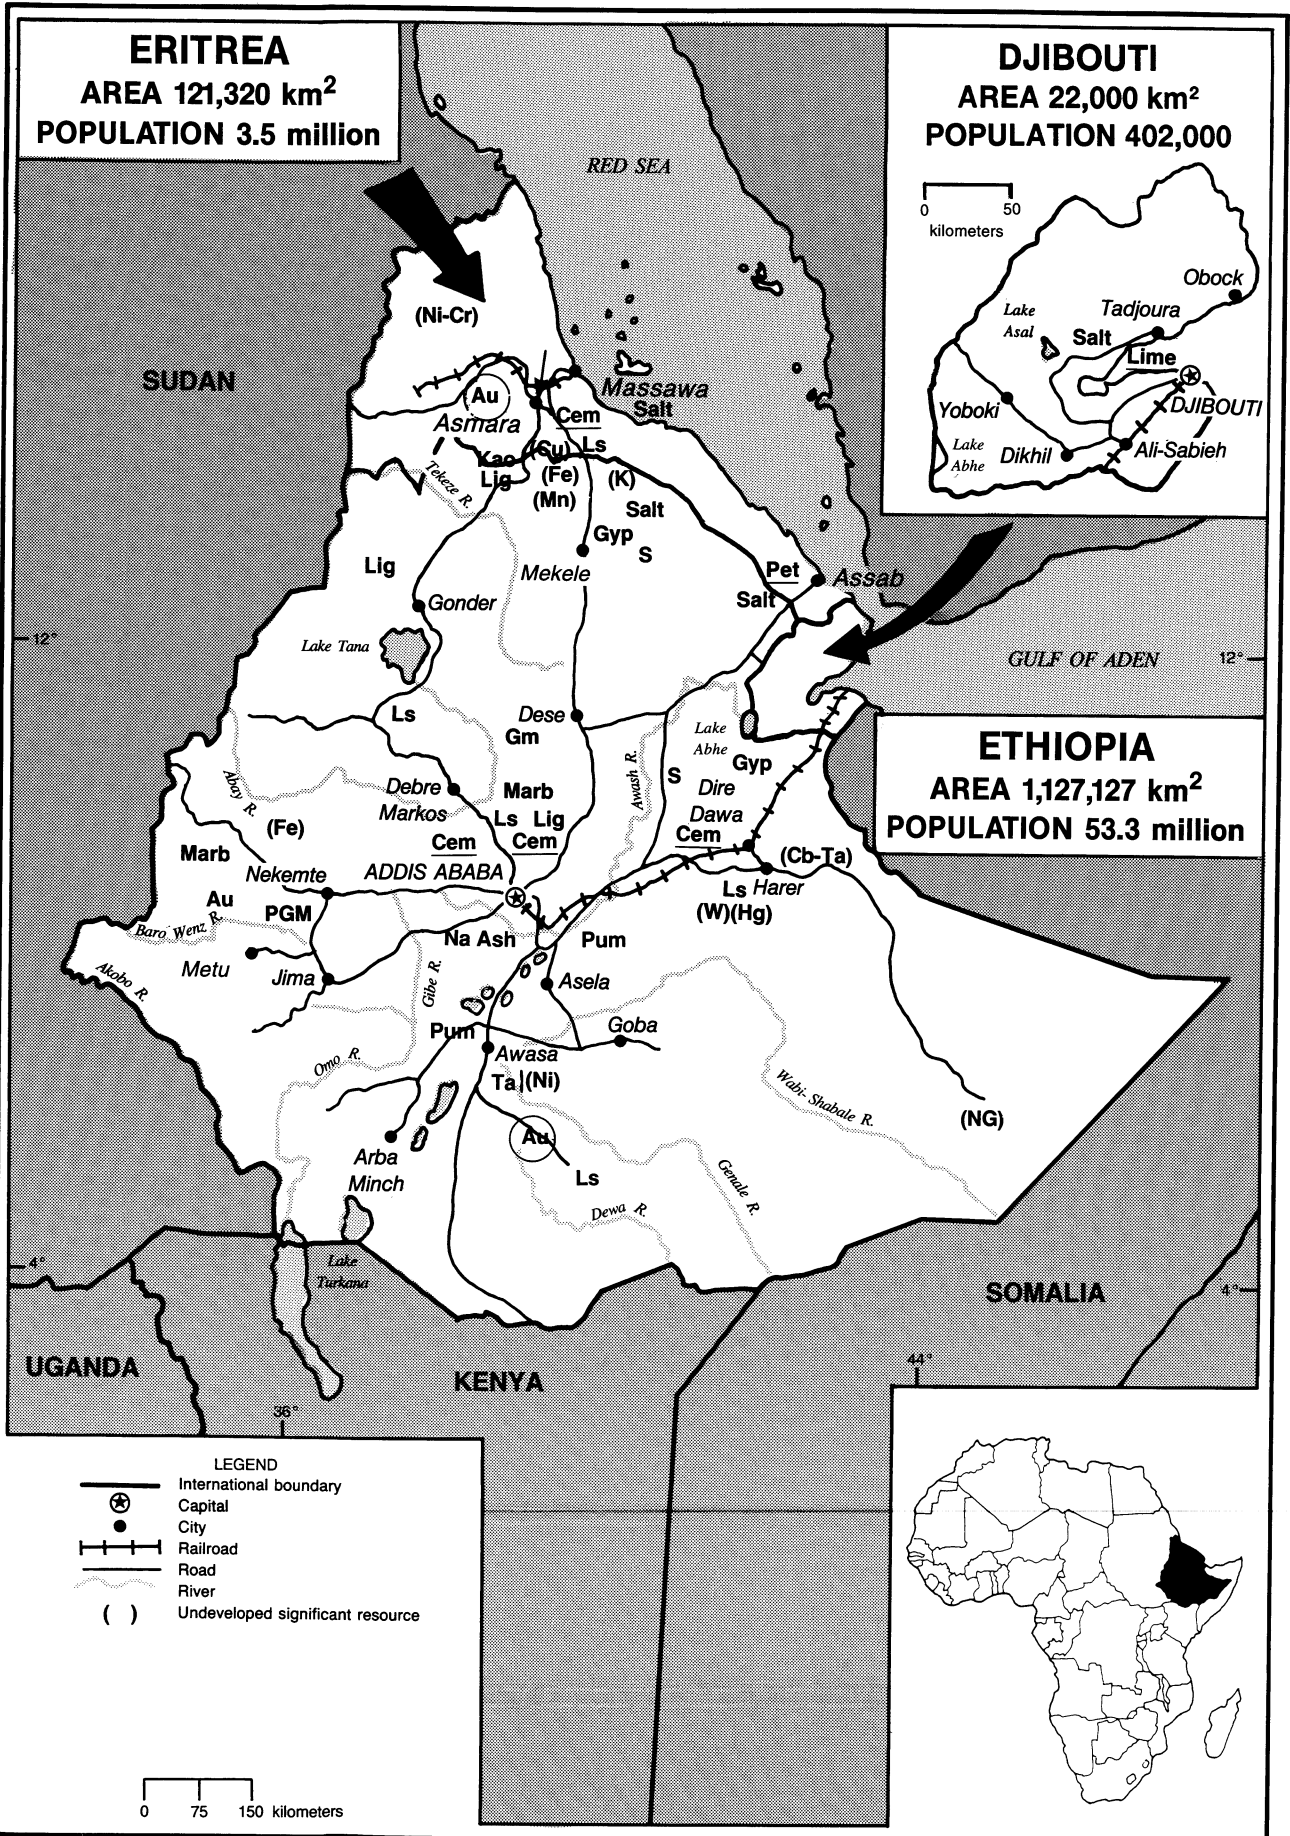 ERITREA
AREA 121,320 km²
POPULATION 3.5 million
DJIBOUTI
AREA 22,000 km²
POPULATION 402,000
0 50
kilometers
Obock
Tadjoura
Lake
Asal
Salt
Lime
DJIBOUTI
Yoboki
Lake
Abhe
Dikhil
Ali-Sabieh
RED SEA
SUDAN
(Ni-Cr)
Au
Massawa
Salt
Asmara
Cem
(Cu)
Ls
Kao
Lig
(Fe)
(K)
(Mn)
Tekeze R.
Salt
Gyp
S
Lig
Mekele
Pet
Assab
Salt
Gonder
12°
Lake Tana
GULF OF ADEN
12°
Ls
Dese
Gm
Lake
Abhe
Gyp
S
Awash R.
Dire
Dawa
Cem
ETHIOPIA
AREA 1,127,127 km²
POPULATION 53.3 million
Abay R.
Debre
Markos
Marb
Ls Lig
Cem
Cem
(Fe)
Marb
Nekemte
ADDIS ABABA
(Cb-Ta)
Ls Harer
(W)(Hg)
Au
PGM
Baro Wenz R.
Na Ash
Pum
Metu
Jima
Akobo R.
Gibe R.
Asela
Pum
Goba
Omo R.
Awasa
Ta (Ni)
Wabi-Shabale R.
(NG)
Au
Arba
Minch
Ls
Genale R.
Dewa R.
4°
Lake
Turkana
SOMALIA
4°
UGANDA
KENYA
44°
36°
LEGEND
International boundary
Capital
City
Railroad
Road
River
( ) Undeveloped significant resource
0 75 150 kilometers